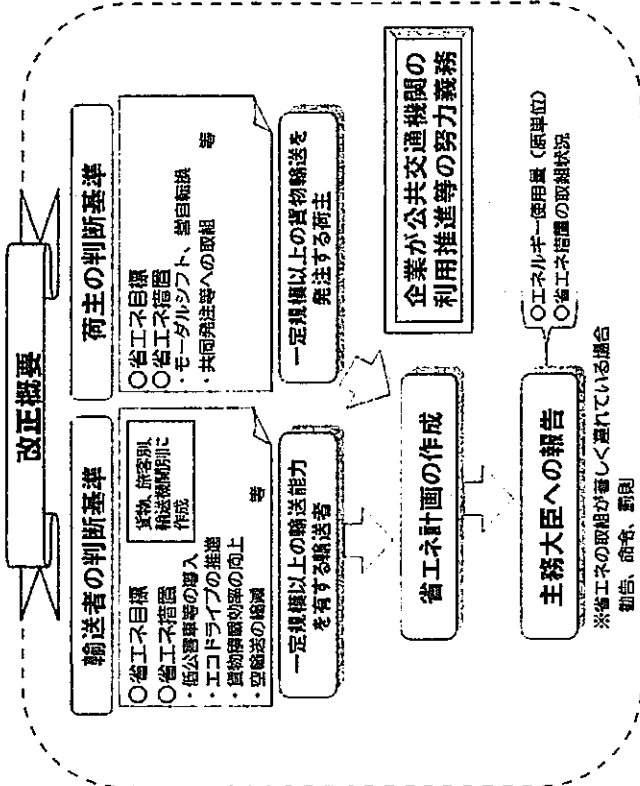 改正概要
輸送者の判断基準
○省エネ目標
○省エネ措置
・低公害車等の導入
・エコドライブの推進
・貨物積載効率の向上
・空輸送の縮減
等
貨物、旅客別、
輸送機関別に
作成
一定規模以上の輸送能力
を有する輸送者
荷主の判断基準
○省エネ目標
○省エネ措置
・モーダルシフト、営自転換
・共同発注等への取組
等
一定規模以上の貨物輸送を
発注する荷主
省エネ計画の作成
企業が公共交通機関の
利用推進等の努力義務
主務大臣への報告
○エネルギー使用量(原単位)
○省エネ措置の取組状況
※省エネの取組が著しく遅れている場合
勧告、命令、罰則